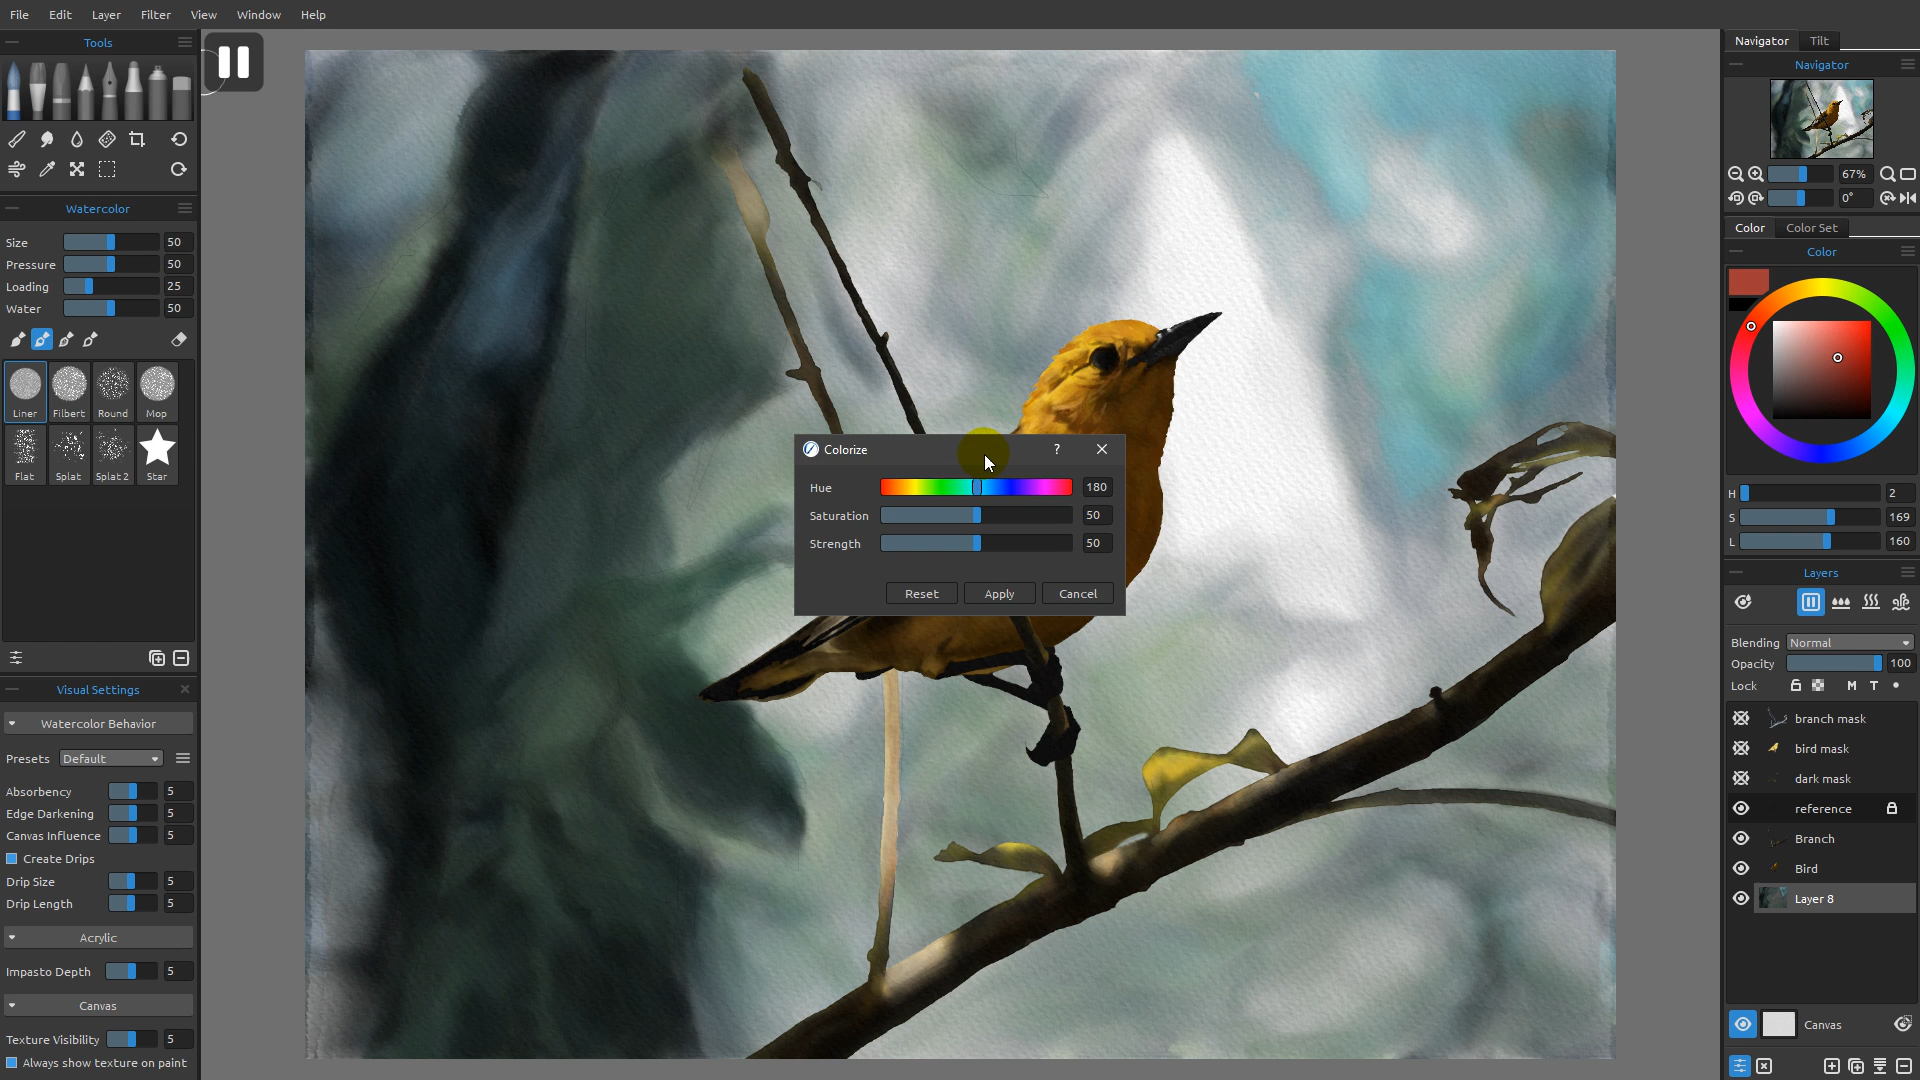 File Edit Layer Filter View Window Help
Tools
Watercolor
Size 50
Pressure 50
Loading 25
Water 50
Liner Filbert Round Mop
Flat Splat Splat 2 Star
Visual Settings
Watercolor Behavior
Presets Default
Absorbency 5
Edge Darkening 5
Canvas Influence 5
Create Drips
Drip Size 5
Drip Length 5
Acrylic
Impasto Depth 5
Canvas
Texture Visibility 5
Always show texture on paint
Colorize ?
Hue 180
Saturation 50
Strength 50
Reset Apply Cancel
Navigator Tilt
Navigator
67%
0°
Color Color Set
Color
H 2
S 169
L 160
Layers
Blending Normal
Opacity 100
Lock M T
branch mask
bird mask
dark mask
reference
Branch
Bird
Layer 8
Canvas